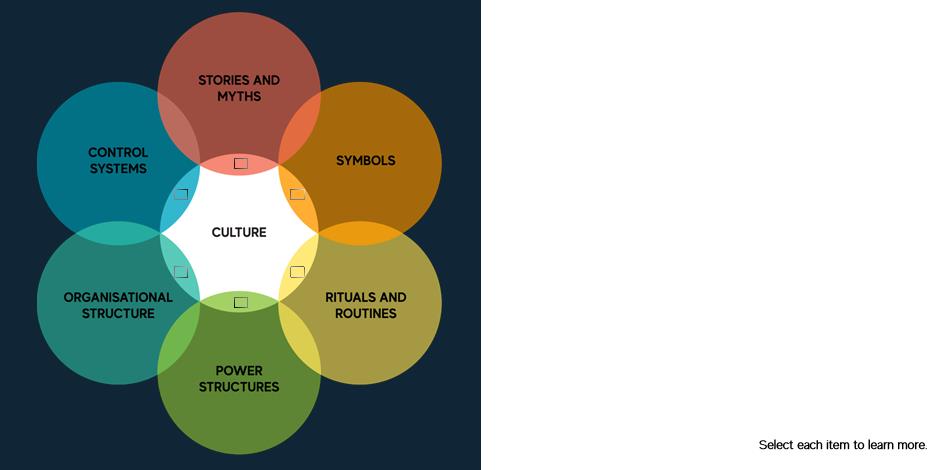 STORIES AND
MYTHS
CONTROL
SYSTEMS
SYMBOLS
CULTURE
ORGANISATIONAL
STRUCTURE
RITUALS AND
ROUTINES
POWER
STRUCTURES
Select each item to learn more.